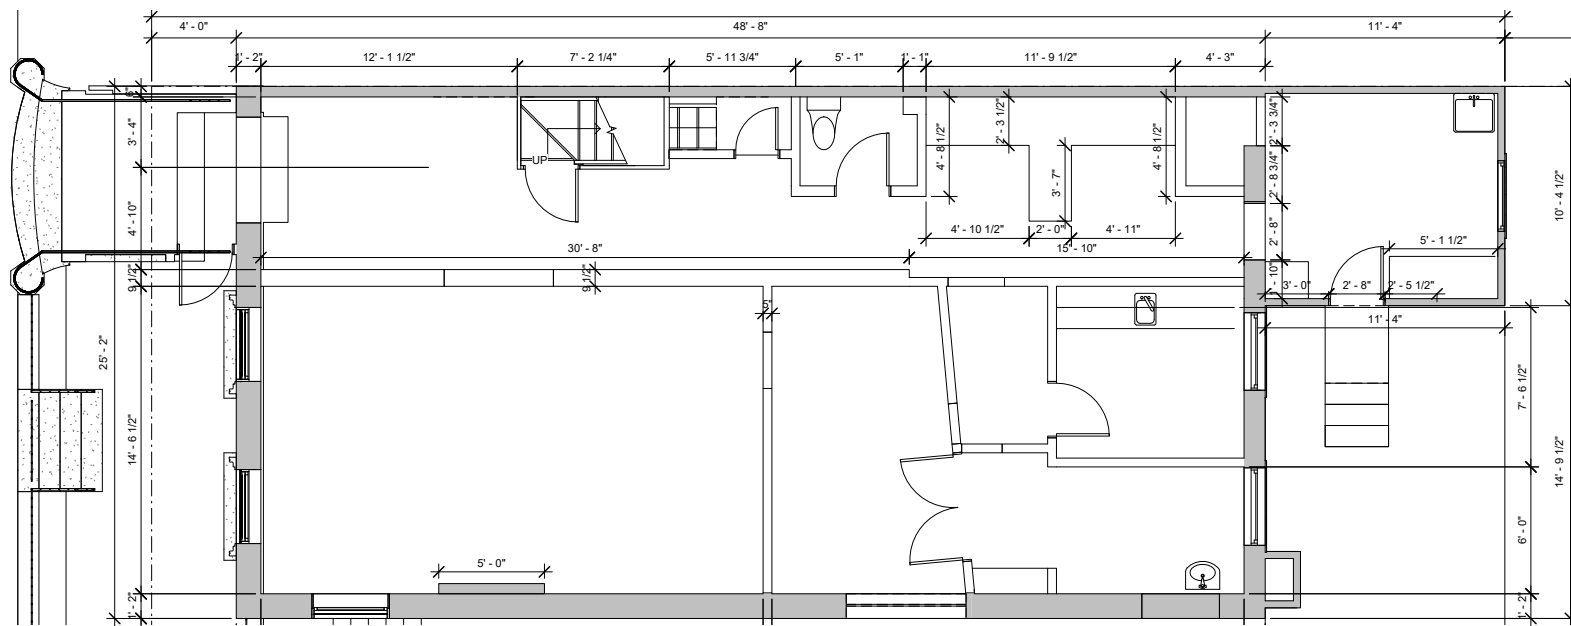 4' - 0"
48' - 8"
11' - 4"
1' - 2"
12' - 1 1/2"
7' - 2 1/4"
5' - 11 3/4"
5' - 1"
1' - 1"
11' - 9 1/2"
4' - 3"
3' - 4"
4' - 8 1/2"
2' - 3 1/2"
4' - 8 1/2"
2' - 3 3/4"
UP
3' - 7"
2' - 8 3/4"
10' - 4 1/2"
4' - 10"
4' - 10 1/2"
2' - 0"
4' - 11"
2' - 8"
5' - 1 1/2"
30' - 8"
15' - 10"
9 1/2"
9 1/2"
1' - 10"
3' - 0"
2' - 8"
2' - 5 1/2"
5"
11' - 4"
25' - 2"
7' - 6 1/2"
14' - 6 1/2"
14' - 9 1/2"
6' - 0"
5' - 0"
1' - 2"
1' - 2"